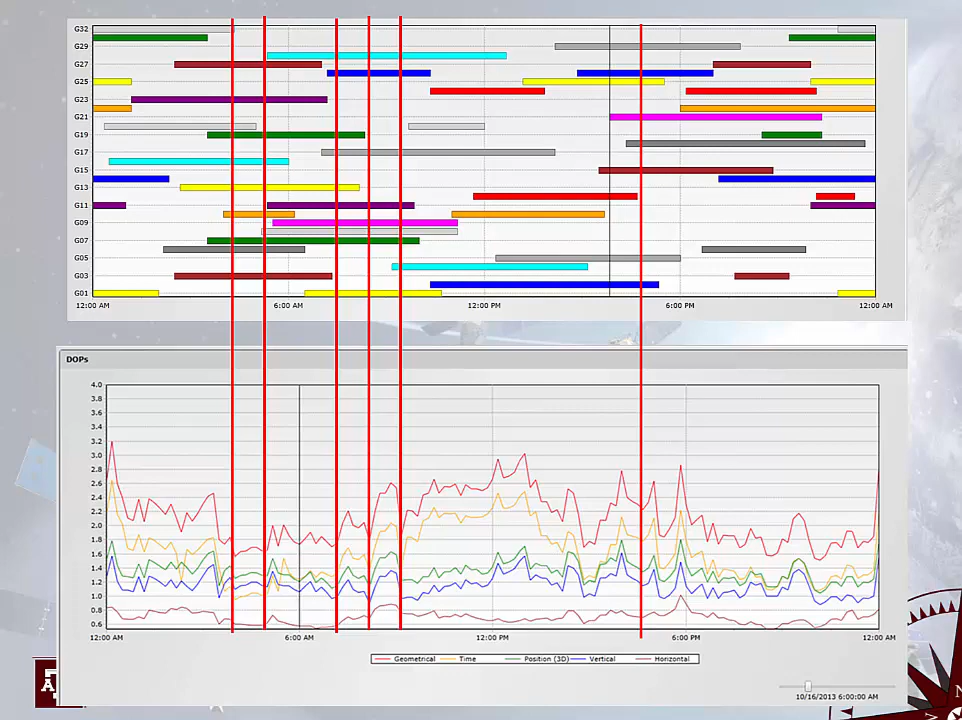 G32
G29
G27
G25
G23
G21
G19
G17
G15
G13
G11
G09
G07
G05
G03
G01
12:00 AM 6:00 AM 12:00 PM 6:00 PM 12:00 AM
DOPs
4.0
3.8
3.6
3.4
3.2
3.0
2.8
2.6
2.4
2.2
2.0
1.8
1.6
1.4
1.2
1.0
0.8
0.6
12:00 AM 6:00 AM 12:00 PM 6:00 PM 12:00 AM
Geometrical Time Position (3D) Vertical Horizontal
10/16/2013 6:00:00 AM
N